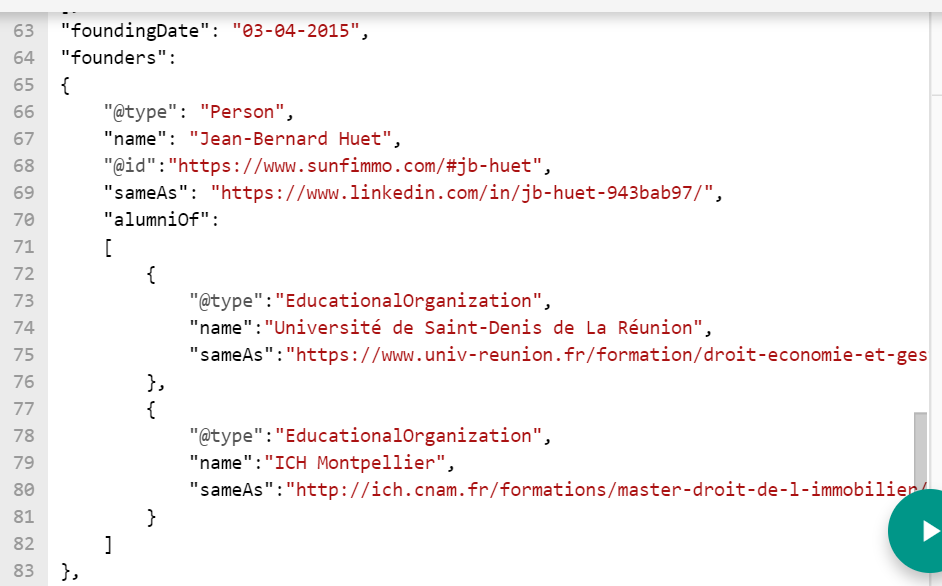 63 "foundingDate": "03-04-2015",
64 "founders":
65 {
66 "@type": "Person",
67 "name": "Jean-Bernard Huet",
68 "@id":"https://www.sunfimmo.com/#jb-huet",
69 "sameAs": "https://www.linkedin.com/in/jb-huet-943bab97/",
70 "alumniOf":
71 [
72 {
73 "@type":"EducationalOrganization",
74 "name":"Université de Saint-Denis de La Réunion",
75 "sameAs":"https://www.univ-reunion.fr/formation/droit-economie-et-ges
76 },
77 {
78 "@type":"EducationalOrganization",
79 "name":"ICH Montpellier",
80 "sameAs":"http://ich.cnam.fr/formations/master-droit-de-l-immobilier/
81 }
82 ]
83 },